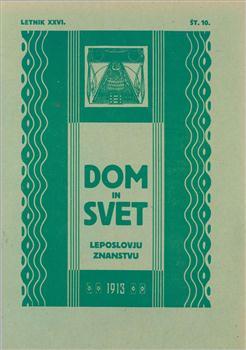 LETNIK XXVI. ŠT. 10.
DOM
IN
SVET
LEPOSLOVJU
ZNANSTVU
1913